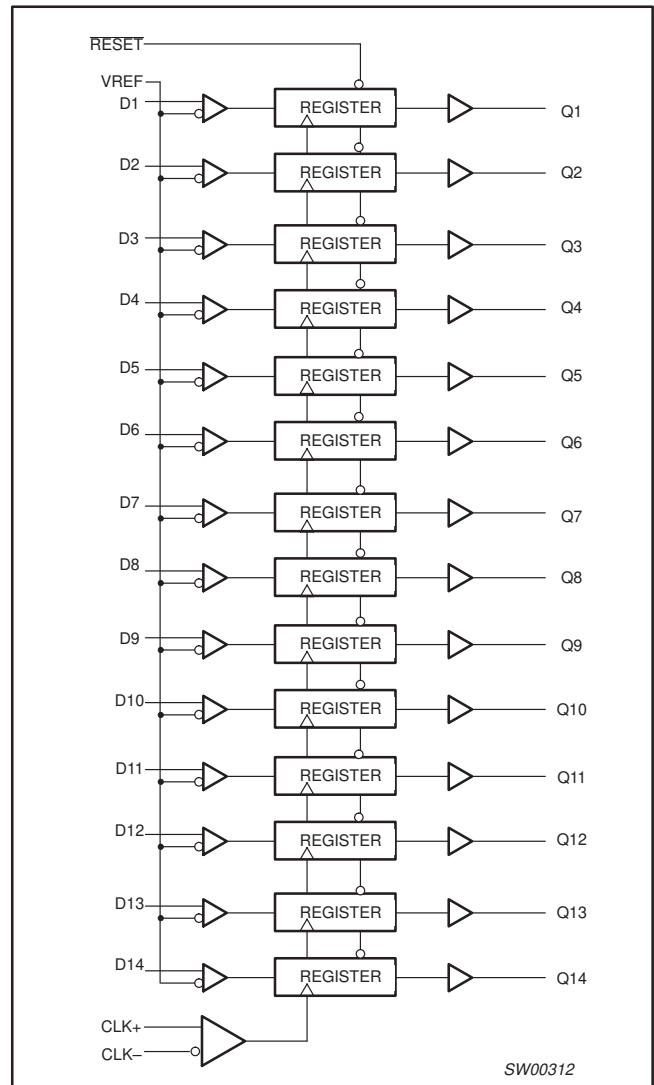 RESET
VREF
D1 REGISTER Q1
D2 REGISTER Q2
D3 REGISTER Q3
D4 REGISTER Q4
D5 REGISTER Q5
D6 REGISTER Q6
D7 REGISTER Q7
D8 REGISTER Q8
D9 REGISTER Q9
D10 REGISTER Q10
D11 REGISTER Q11
D12 REGISTER Q12
D13 REGISTER Q13
D14 REGISTER Q14
CLK+
CLK–
SW00312